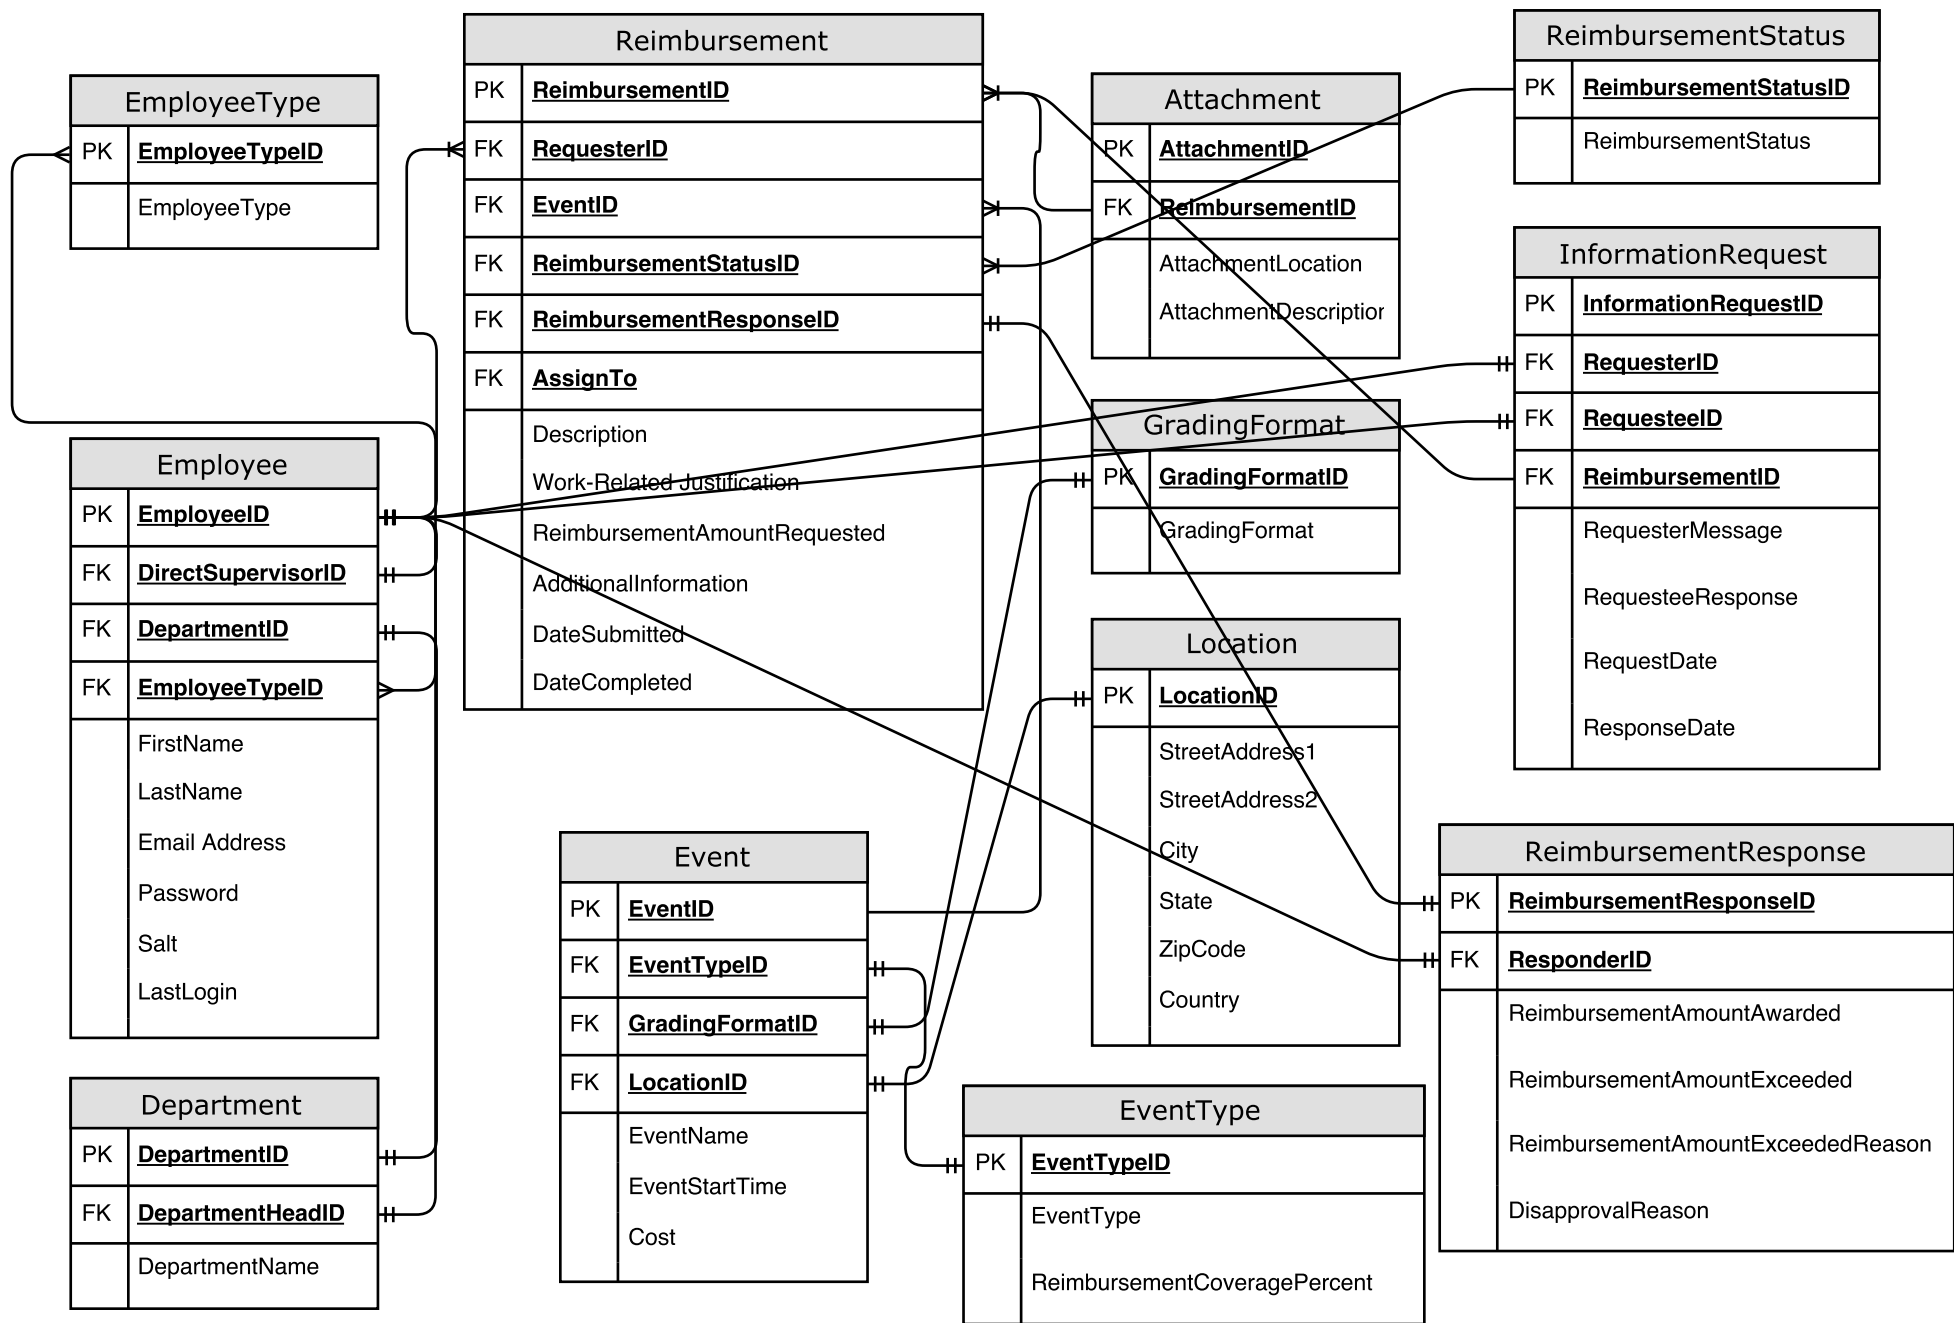 Reimbursement
PK ReimbursementID
FK RequesterID
FK EventID
FK ReimbursementStatusID
FK ReimbursementResponseID
FK AssignTo
Description
Work-Related Justification
ReimbursementAmountRequested
AdditionalInformation
DateSubmitted
DateCompleted
ReimbursementStatus
PK ReimbursementStatusID
ReimbursementStatus
EmployeeType
PK EmployeeTypeID
EmployeeType
Attachment
PK AttachmentID
FK ReimbursementID
AttachmentLocation
AttachmentDescription
InformationRequest
PK InformationRequestID
FK RequesterID
FK RequesteeID
FK ReimbursementID
RequesterMessage
RequesteeResponse
RequestDate
ResponseDate
GradingFormat
PK GradingFormatID
GradingFormat
Employee
PK EmployeeID
FK DirectSupervisorID
FK DepartmentID
FK EmployeeTypeID
FirstName
LastName
Email Address
Password
Salt
LastLogin
Location
PK LocationID
StreetAddress1
StreetAddress2
City
State
ZipCode
Country
Event
PK EventID
FK EventTypeID
FK GradingFormatID
FK LocationID
EventName
EventStartTime
Cost
ReimbursementResponse
PK ReimbursementResponseID
FK ResponderID
ReimbursementAmountAwarded
ReimbursementAmountExceeded
ReimbursementAmountExceededReason
DisapprovalReason
Department
PK DepartmentID
FK DepartmentHeadID
DepartmentName
EventType
PK EventTypeID
EventType
ReimbursementCoveragePercent